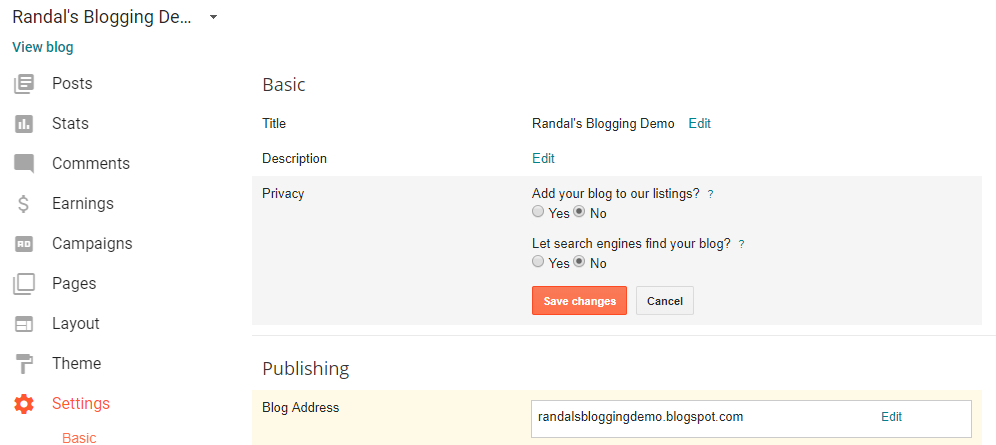 Randal's Blogging De...
View blog
Posts
Stats
Comments
Earnings
Campaigns
Pages
Layout
Theme
Settings
Basic
Basic
Title Randal's Blogging Demo Edit
Description Edit
Privacy Add your blog to our listings? ?
Yes No
Let search engines find your blog? ?
Yes No
Save changes Cancel
Publishing
Blog Address randalsbloggingdemo.blogspot.com Edit